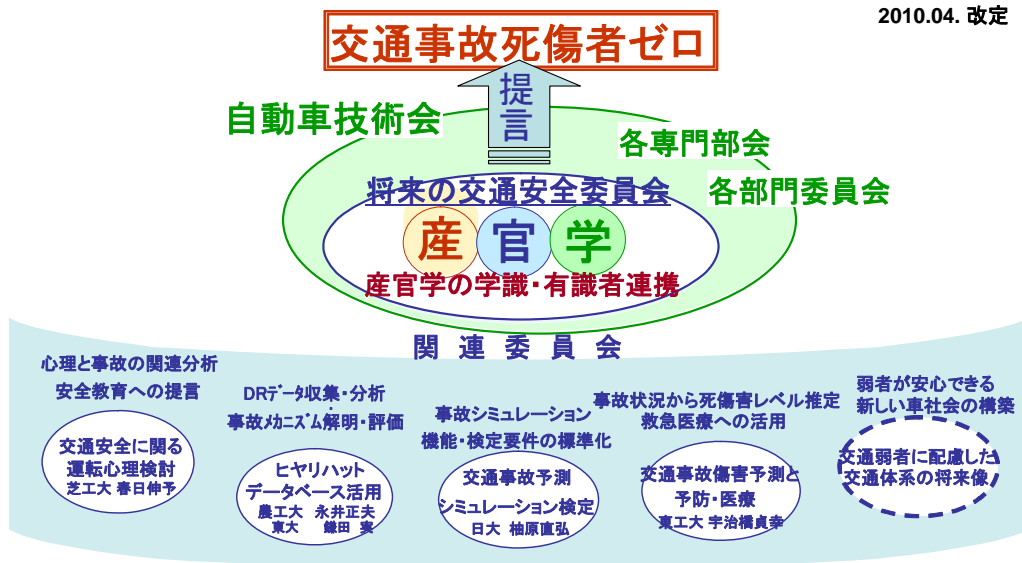 2010.04. 改定
交通事故死傷者ゼロ
提言
自動車技術会
各専門部会
各部門委員会
将来の交通安全委員会
産 官 学
産官学の学識・有識者連携
関連委員会
心理と事故の関連分析
安全教育への提言
交通安全に関る
運転心理検討
芝工大 春日伸予
DRデータ収集・分析
事故メカニズム解明・評価
ヒヤリハット
データベース活用
農工大 永井正夫
東大 鎌田 実
事故シミュレーション
機能・検定要件の標準化
交通事故予測
シミュレーション検定
日大 柚原直弘
事故状況から死傷害レベル推定
救急医療への活用
交通事故傷害予測と
予防・医療
東工大 宇治橋貞幸
弱者が安心できる
新しい車社会の構築
交通弱者に配慮した
交通体系の将来像